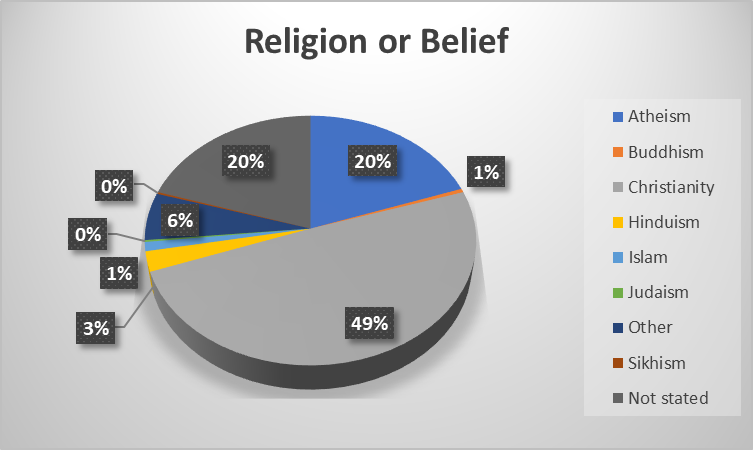 Religion or Belief
20%
20%
1%
0%
6%
0%
1%
3%
49%
Atheism
Buddhism
Christianity
Hinduism
Islam
Judaism
Other
Sikhism
Not stated